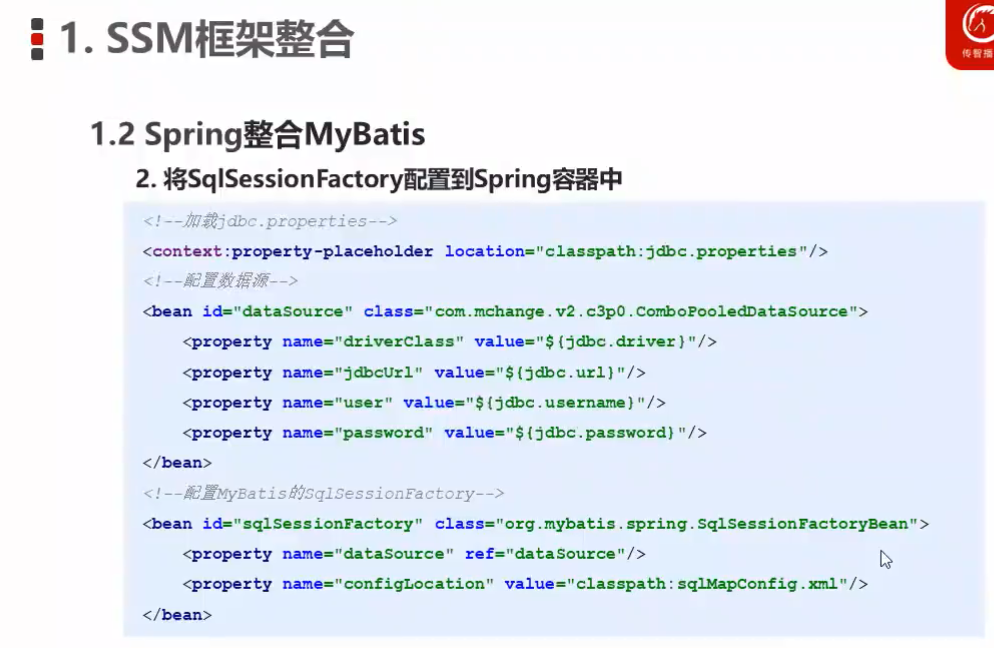 1. SSM框架整合
传智播
1.2 Spring整合MyBatis
2. 将SqlSessionFactory配置到Spring容器中
<!--加载jdbc.properties-->
<context:property-placeholder location="classpath:jdbc.properties"/>
<!--配置数据源-->
<bean id="dataSource" class="com.mchange.v2.c3p0.ComboPooledDataSource">
<property name="driverClass" value="${jdbc.driver}"/>
<property name="jdbcUrl" value="${jdbc.url}"/>
<property name="user" value="${jdbc.username}"/>
<property name="password" value="${jdbc.password}"/>
</bean>
<!--配置MyBatis的SqlSessionFactory-->
<bean id="sqlSessionFactory" class="org.mybatis.spring.SqlSessionFactoryBean">
<property name="dataSource" ref="dataSource"/>
<property name="configLocation" value="classpath:sqlMapConfig.xml"/>
</bean>